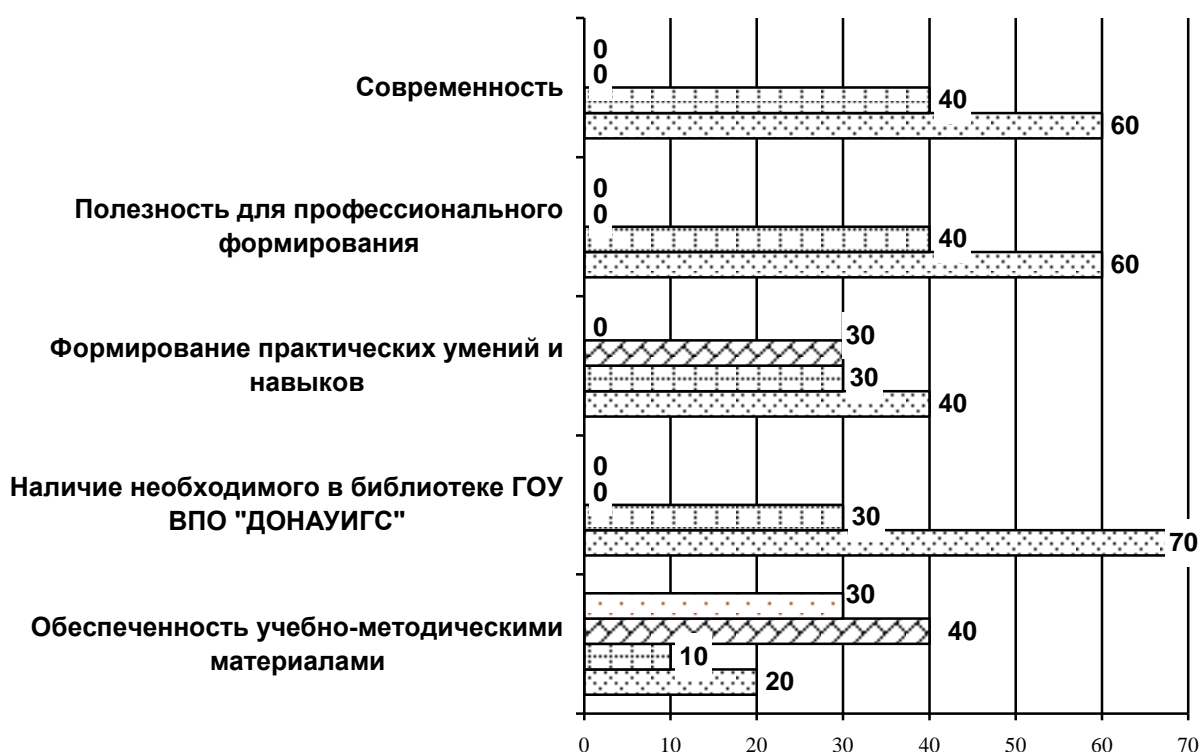 0
0
Современность
40
60
0
0
Полезность для профессионального
формирования
40
60
0
30
Формирование практических умений и
навыков
30
40
0
0
Наличие необходимого в библиотеке ГОУ
ВПО "ДОНАУИГС"
30
70
30
Обеспеченность учебно-методическими
материалами
40
10
20
0 10 20 30 40 50 60 70